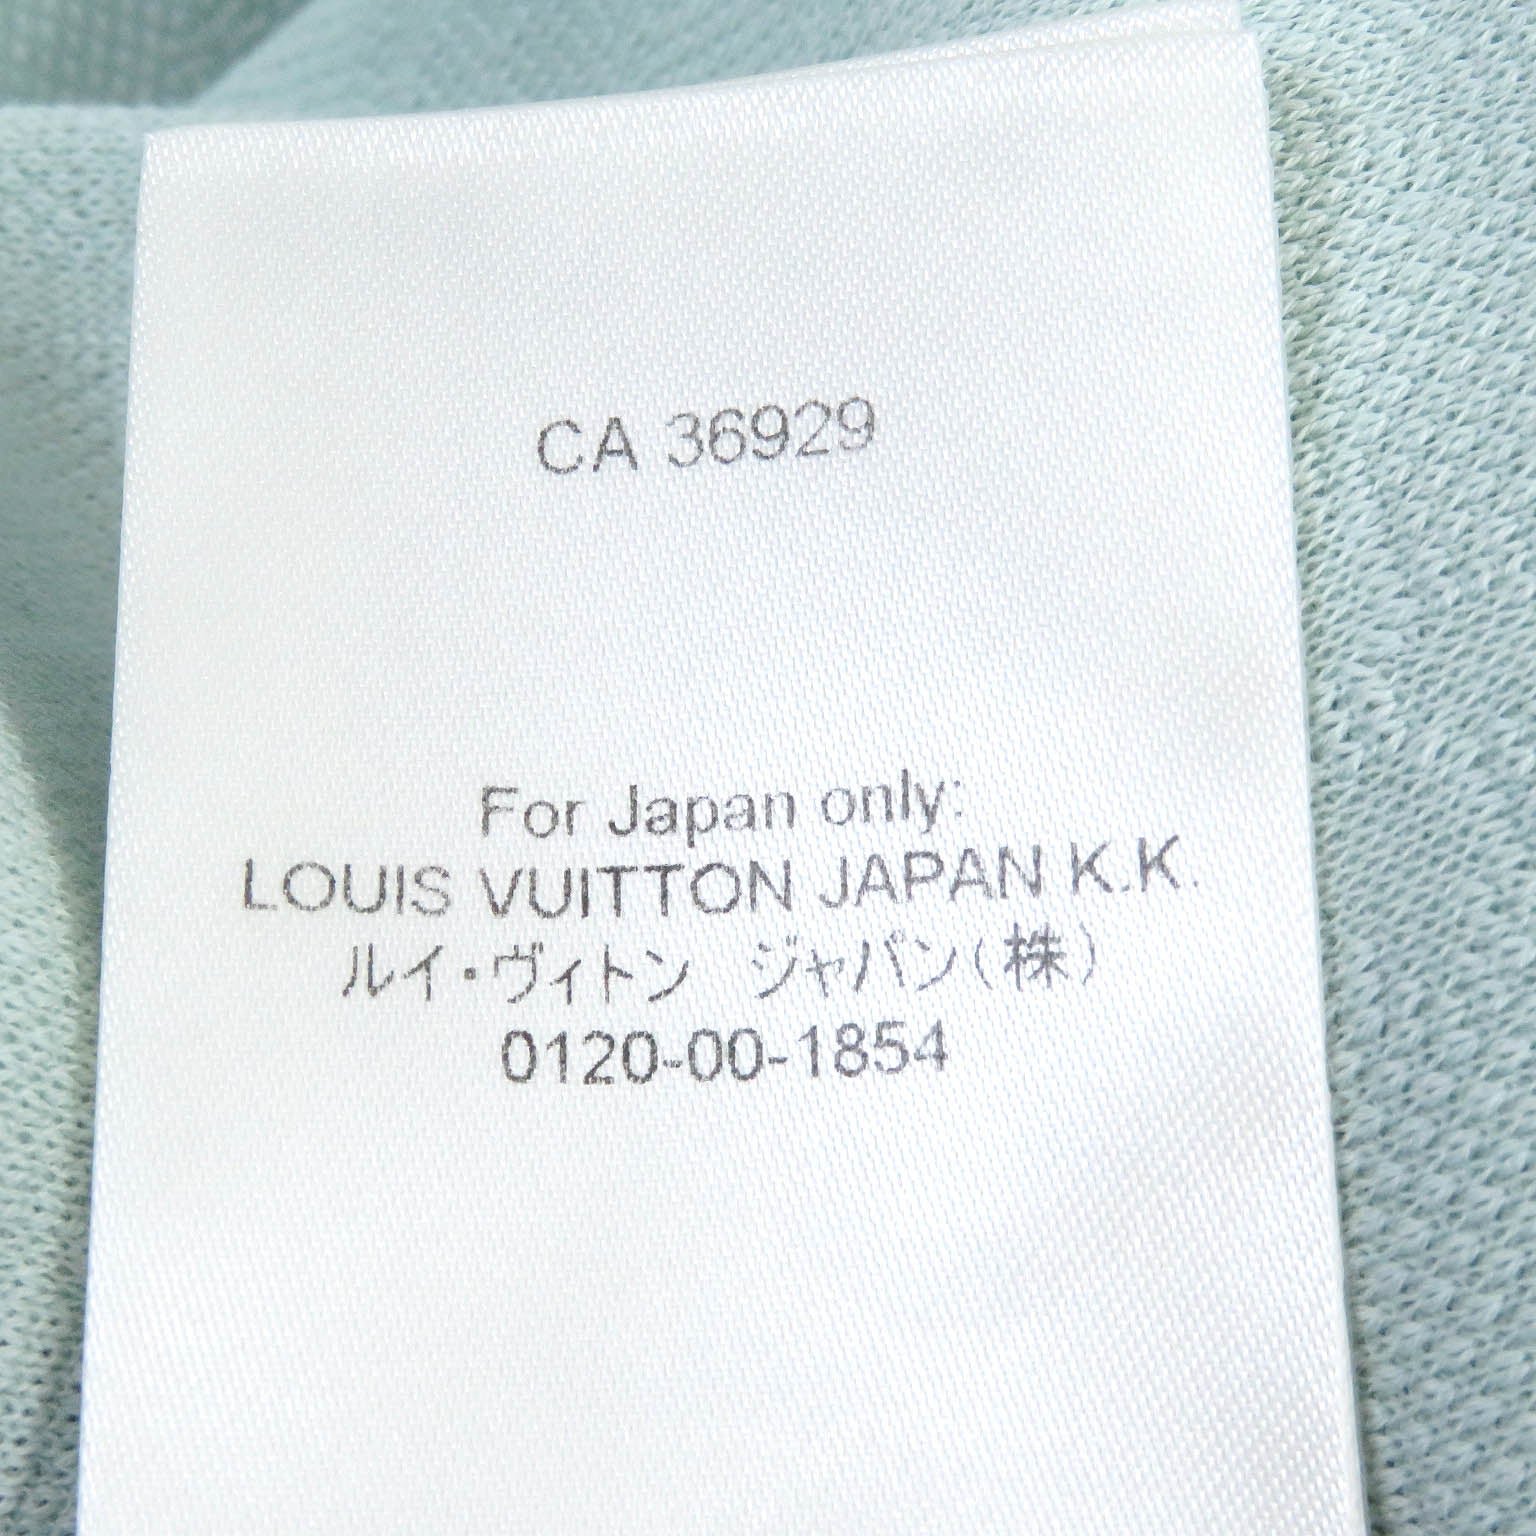 CA 36929
For Japan only:
LOUIS VUITTON JAPAN K.K.
ルイ・ヴィトン　ジャパン(株)
0120-00-1854